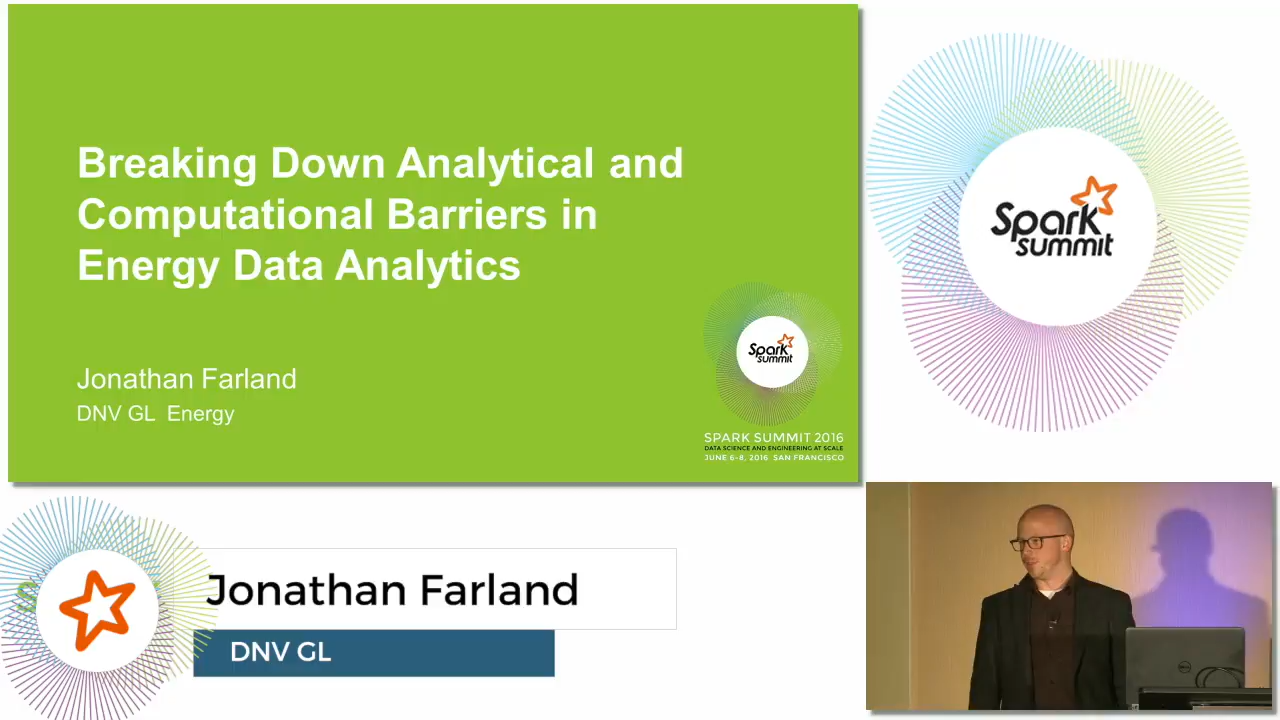 Breaking Down Analytical and
Computational Barriers in
Energy Data Analytics
Jonathan Farland
DNV GL Energy
Spark
summit
SPARK SUMMIT 2016
DATA SCIENCE AND ENGINEERING AT SCALE
JUNE 6-8, 2016 SAN FRANCISCO
Spark
summit
Jonathan Farland
DNV GL
DELL